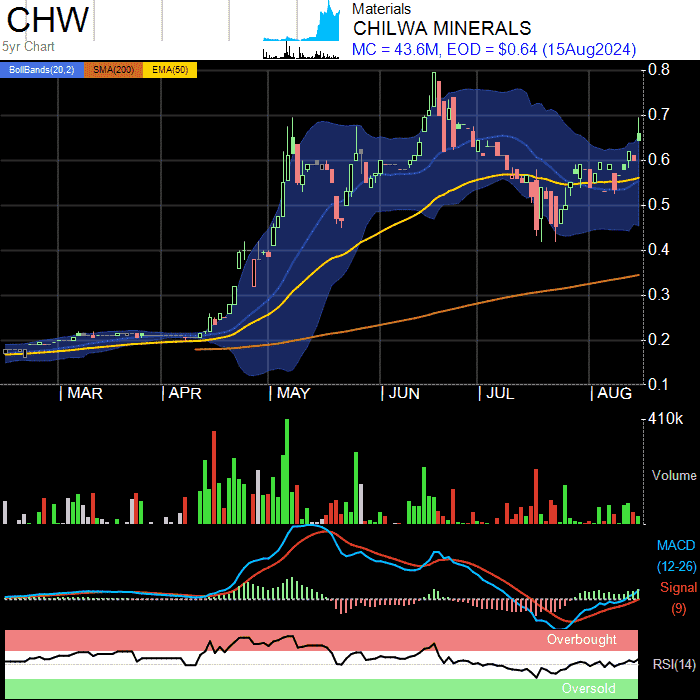 CHW
5yr Chart
Materials
CHILWA MINERALS
MC = 43.6M, EOD = $0.64 (15Aug2024)
BollBands(20,2) SMA(200) EMA(50)
0.8
0.7
0.6
0.5
0.4
0.3
0.2
0.1
MAR APR MAY JUN JUL AUG
410k
Volume
MACD
(12-26)
Signal
(9)
Overbought
RSI(14)
Oversold